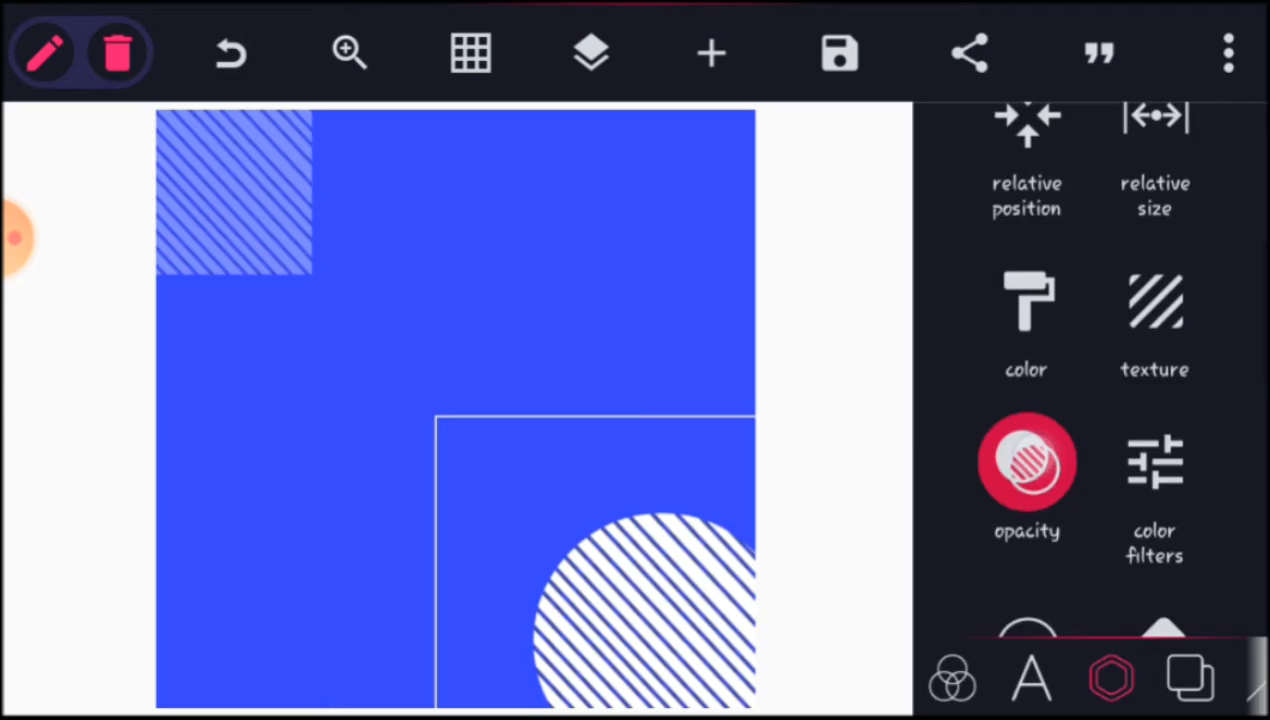 relative
position
relative
size
color
texture
opacity
color
filters